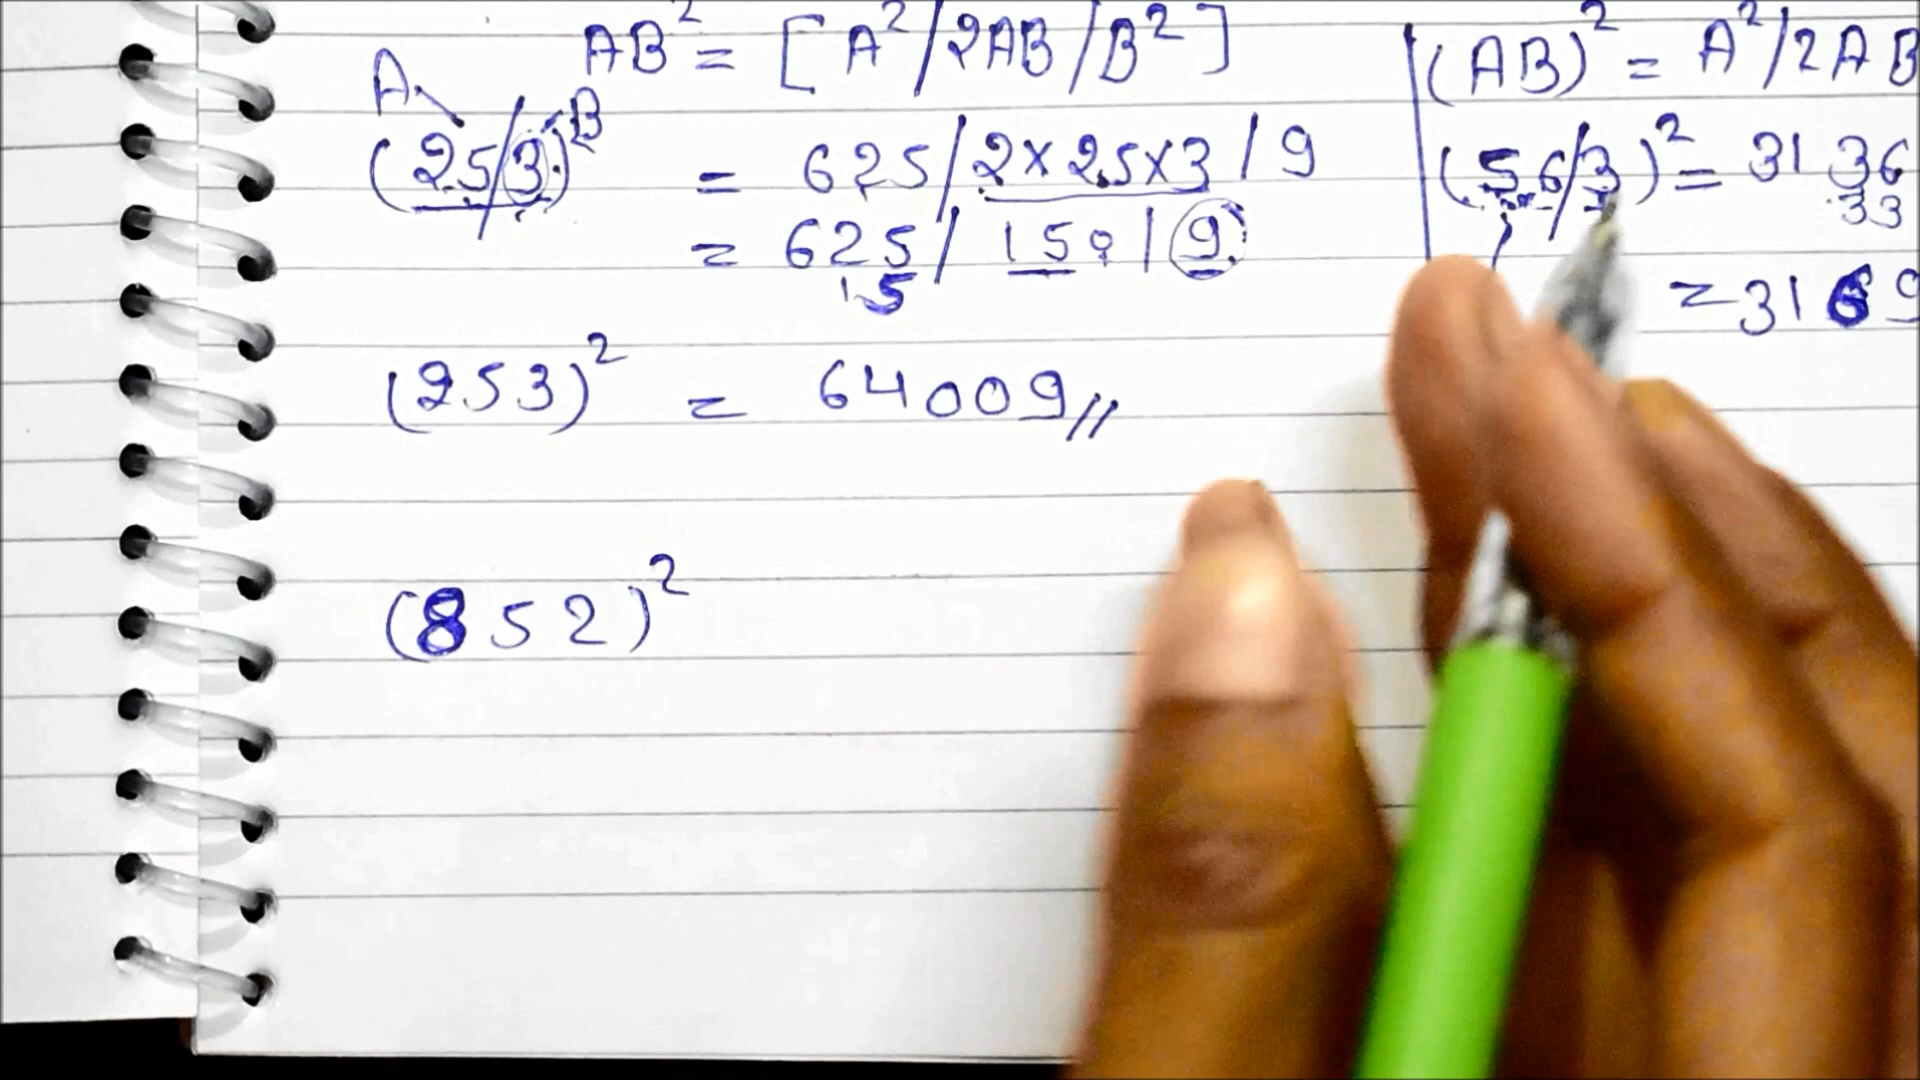 AB² = [A²/2AB/B²]
A
B
(25/3)² = 625/2×25×3/9
= 625/150/9
15
(253)² = 64009//
(852)²
(AB)² = A²/2AB
(56/3)² = 3136
33
= 3169